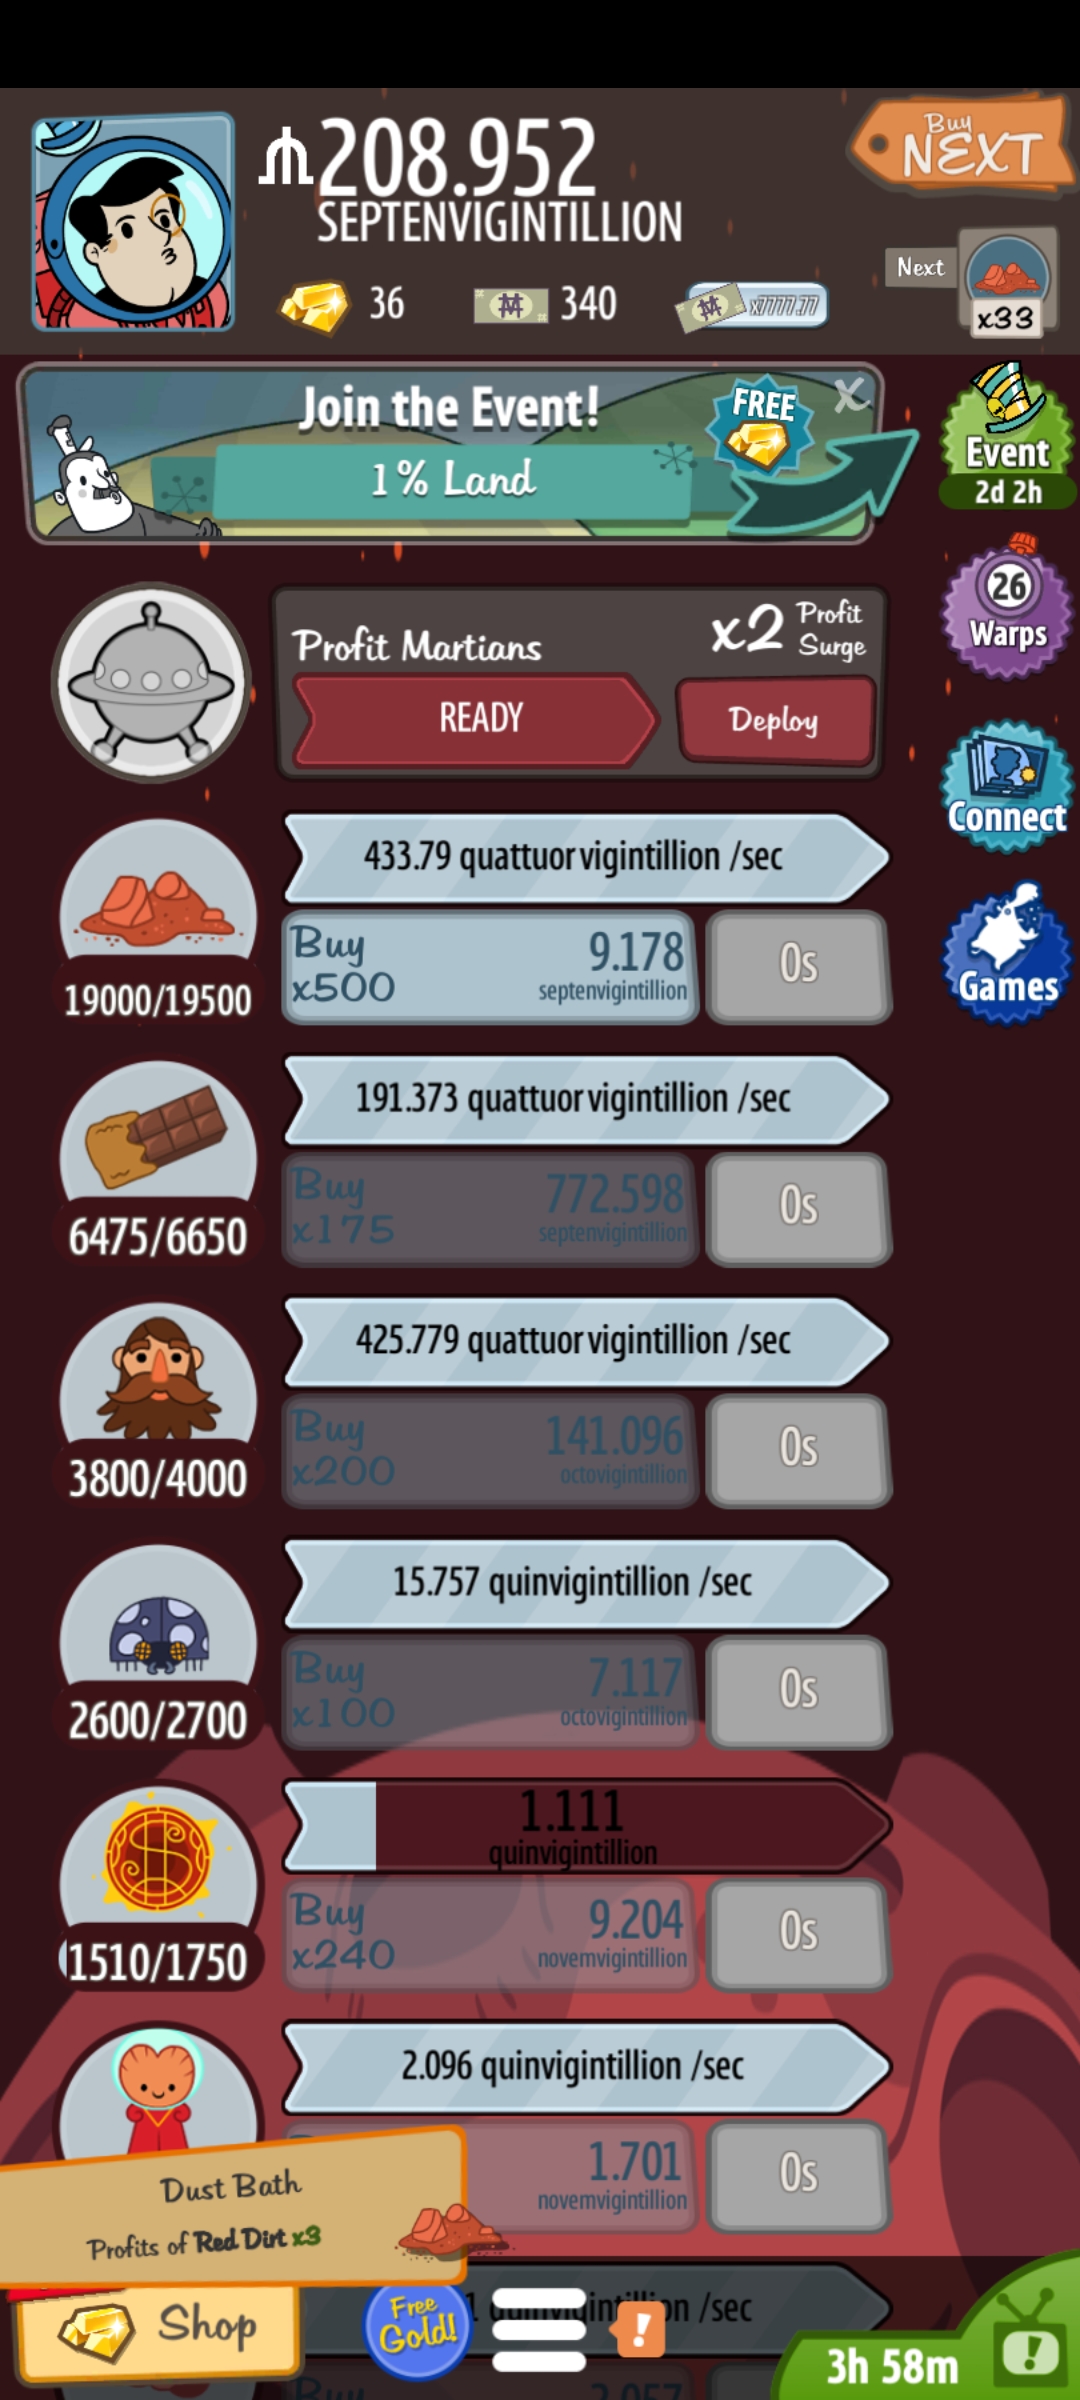 208.952
SEPTENVIGINTILLION
Buy
NEXT
36
340
x7777.77
Next
x33
Join the Event!
1% Land
FREE
X
Event
2d 2h
Profit Martians
x2 Profit Surge
READY
Deploy
26
Warps
Connect
Games
433.79 quattuorvigintillion /sec
Buy
x500
9.178
septenvigintillion
0s
19000/19500
191.373 quattuorvigintillion /sec
Buy
x175
772.598
septenvigintillion
0s
6475/6650
425.779 quattuorvigintillion /sec
Buy
x200
141.096
octovigintillion
0s
3800/4000
15.757 quinvigintillion /sec
Buy
x100
7.117
octovigintillion
0s
2600/2700
1.111
quinvigintillion
Buy
x240
9.204
novemvigintillion
0s
1510/1750
2.096 quinvigintillion /sec
1.701
novemvigintillion
0s
Dust Bath
Profits of Red Dirt x3
Shop
Free
Gold!
/sec
!
3h 58m
!
Buy